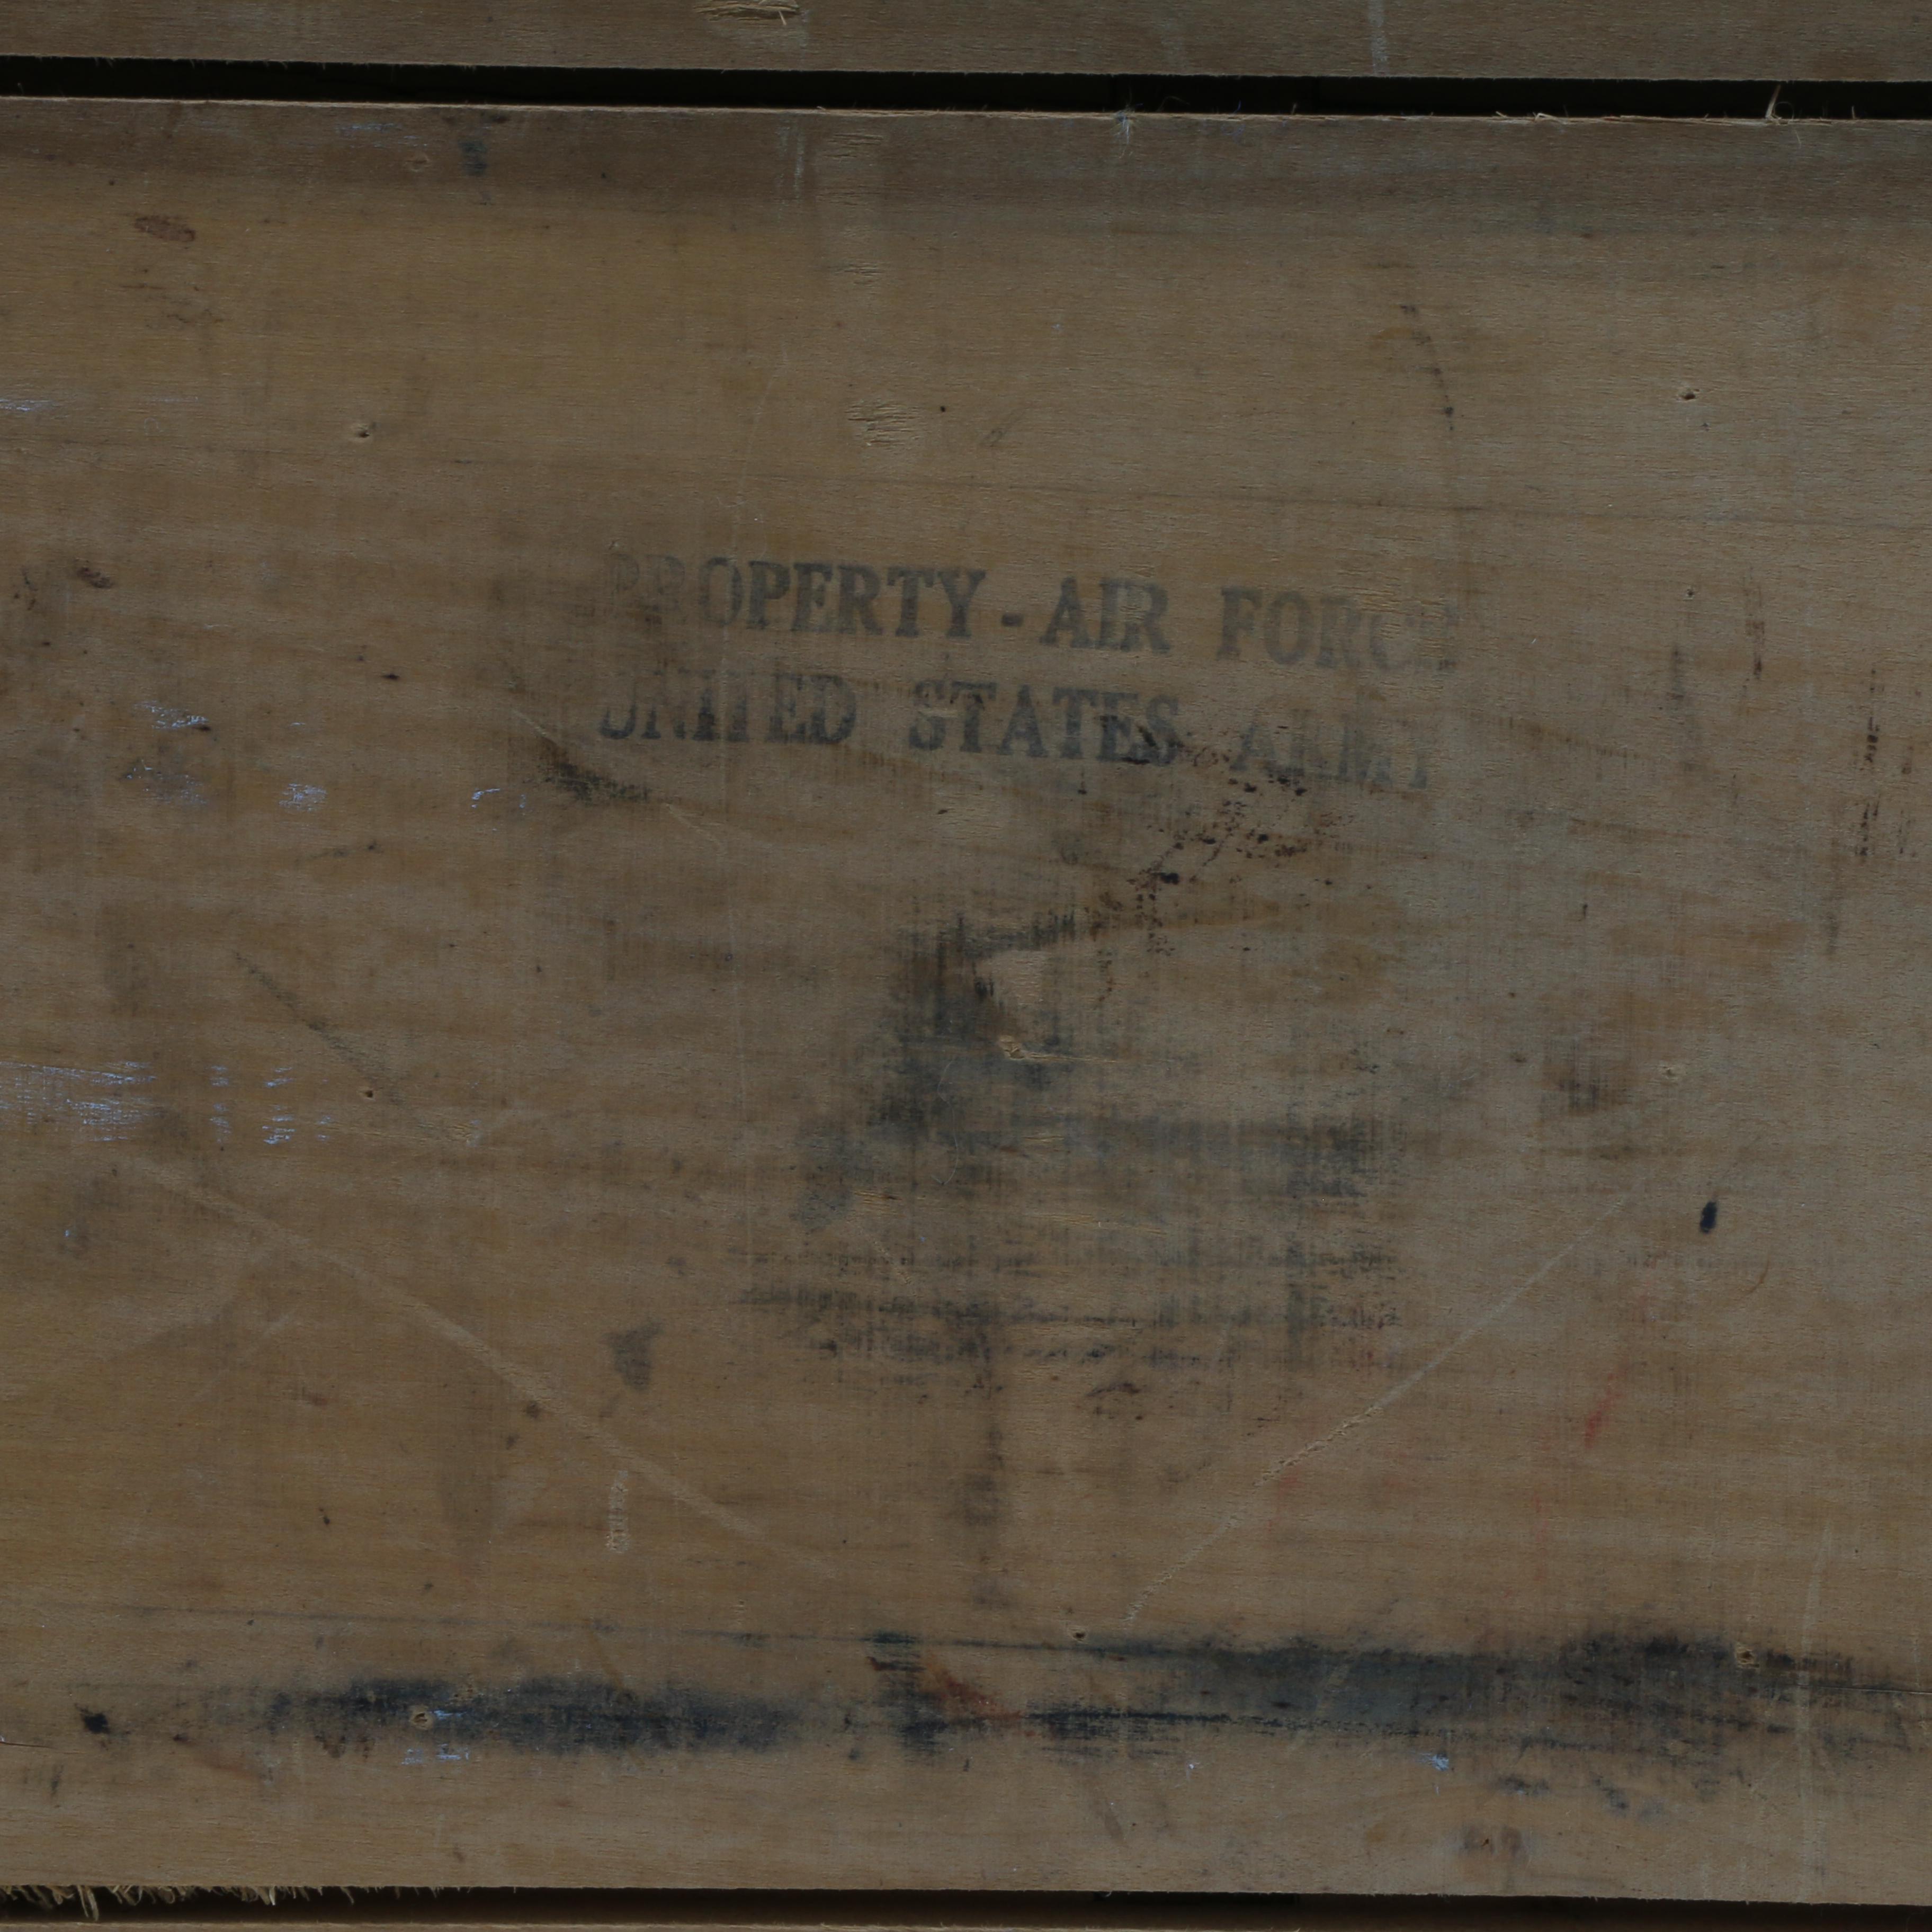 PROPERTY - AIR FORCE
UNITED STATES ARMY